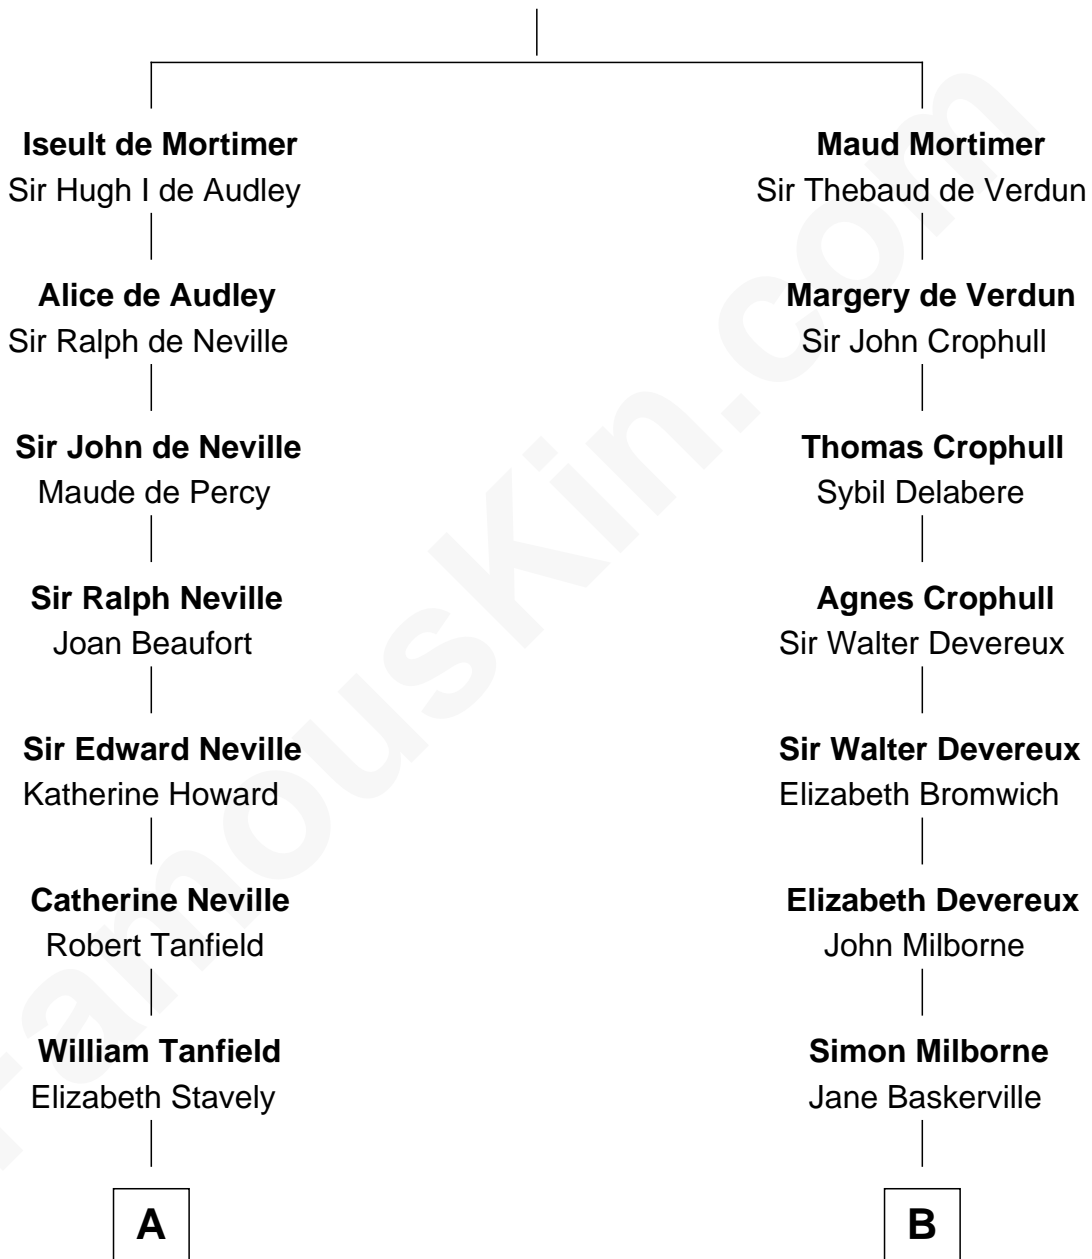 Iseult de Mortimer
Sir Hugh I de Audley
Alice de Audley
Sir Ralph de Neville
Sir John de Neville
Maude de Percy
Sir Ralph Neville
Joan Beaufort
Sir Edward Neville
Katherine Howard
Catherine Neville
Robert Tanfield
William Tanfield
Elizabeth Stavely
A
Maud Mortimer
Sir Thebaud de Verdun
Margery de Verdun
Sir John Crophull
Thomas Crophull
Sybil Delabere
Agnes Crophull
Sir Walter Devereux
Sir Walter Devereux
Elizabeth Bromwich
Elizabeth Devereux
John Milborne
Simon Milborne
Jane Baskerville
B
FamousKin.com